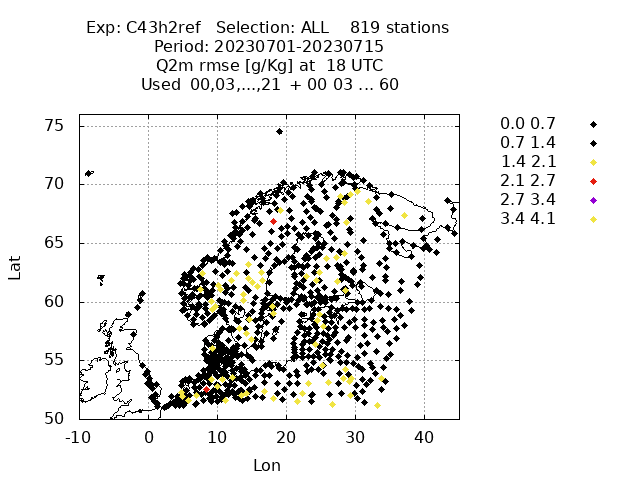 Exp: C43h2ref Selection: ALL 819 stations
Period: 20230701-20230715
Q2m rmse [g/Kg] at 18 UTC
Used 00,03,...,21 + 00 03 ... 60
75
70
65
60
55
50
-10 0 10 20 30 40
Lat
Lon
0.0 0.7
0.7 1.4
1.4 2.1
2.1 2.7
2.7 3.4
3.4 4.1